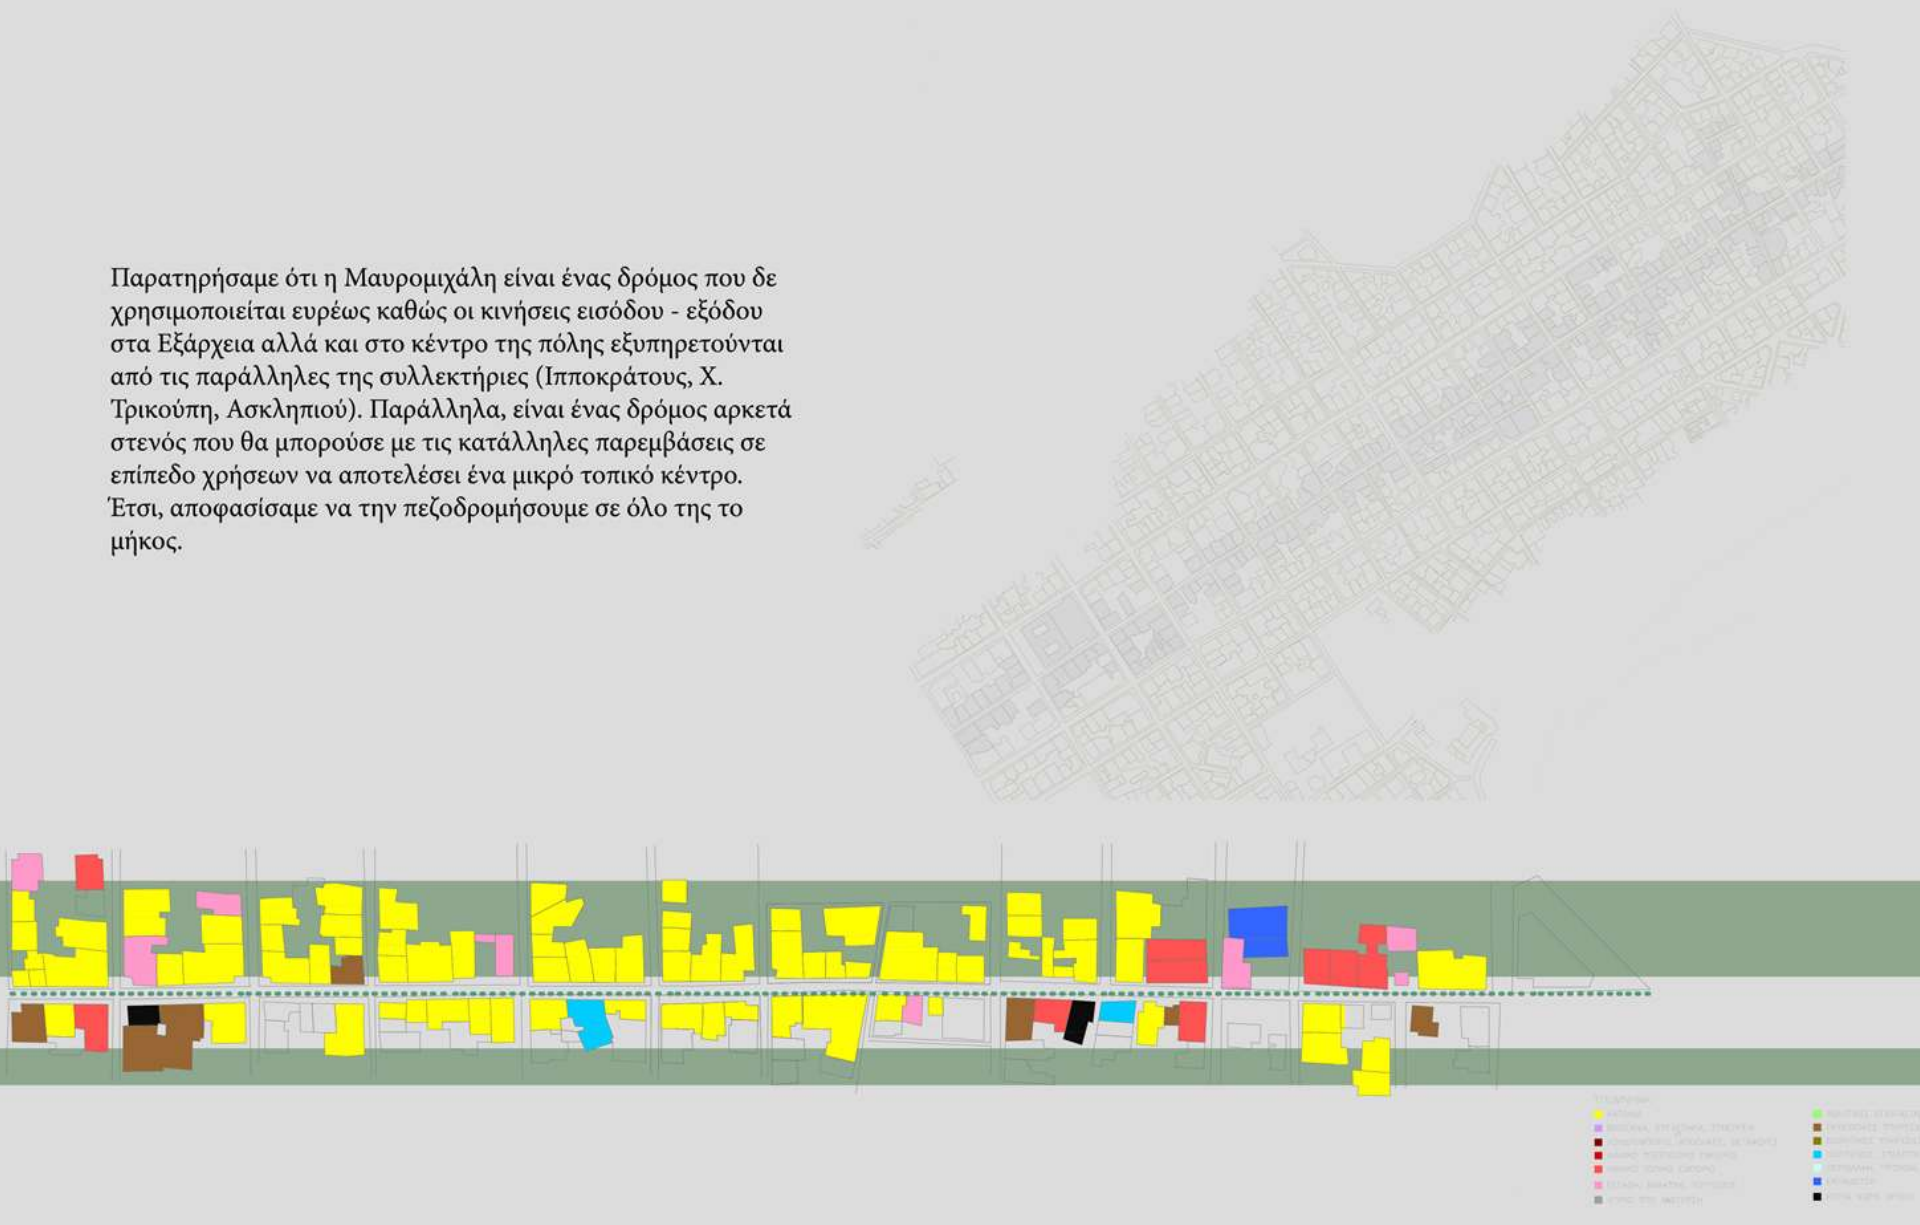 Παρατηρήσαμε ότι η Μαυρομιχάλη είναι ένας δρόμος που δε
χρησιμοποιείται ευρέως καθώς οι κινήσεις εισόδου - εξόδου
στα Εξάρχεια αλλά και στο κέντρο της πόλης εξυπηρετούνται
από τις παράλληλες της συλλεκτήριες (Ιπποκράτους, Χ.
Τρικούπη, Ασκληπιού). Παράλληλα, είναι ένας δρόμος αρκετά
στενός που θα μπορούσε με τις κατάλληλες παρεμβάσεις σε
επίπεδο χρήσεων να αποτελέσει ένα μικρό τοπικό κέντρο.
Έτσι, αποφασίσαμε να την πεζοδρομήσουμε σε όλο της το
μήκος.